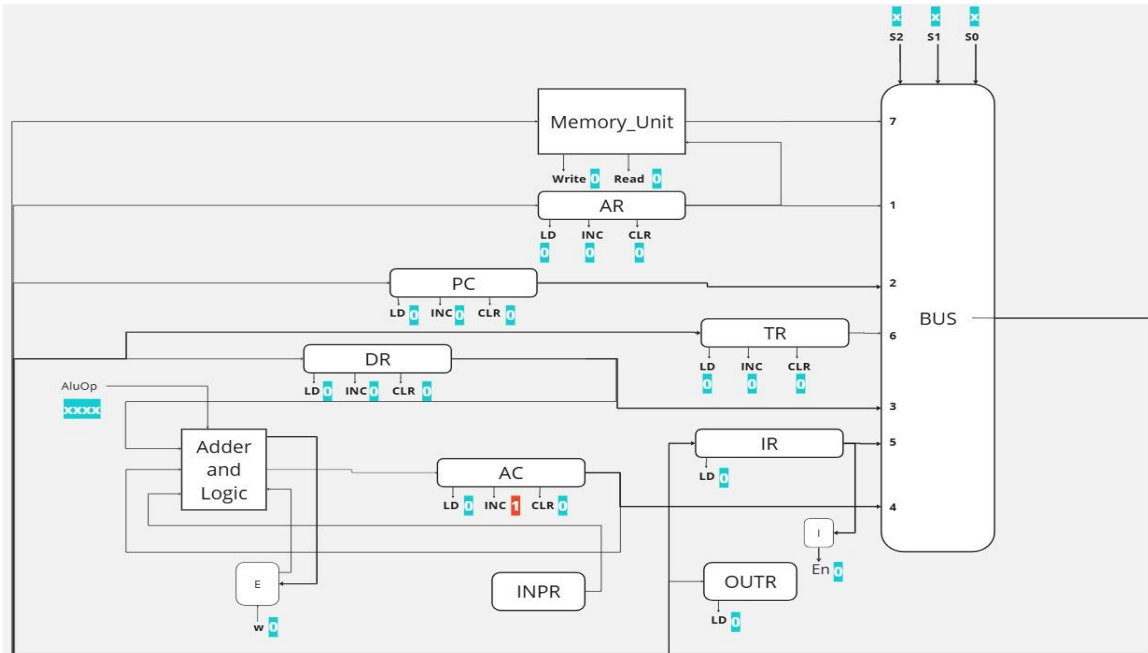 x x x
S2 S1 S0
Memory_Unit
7
Write 0 Read 0
AR
1
LD INC CLR
0 0 0
PC
2
LD 0 INC 0 CLR 0
BUS
TR
6
DR
LD INC CLR
0 0 0
LD 0 INC 0 CLR 0
AluOp
xxxx
3
Adder
and
Logic
IR
5
AC
LD 0
LD 0 INC 1 CLR 0
4
I
En 0
E
INPR
OUTR
w 0
LD 0